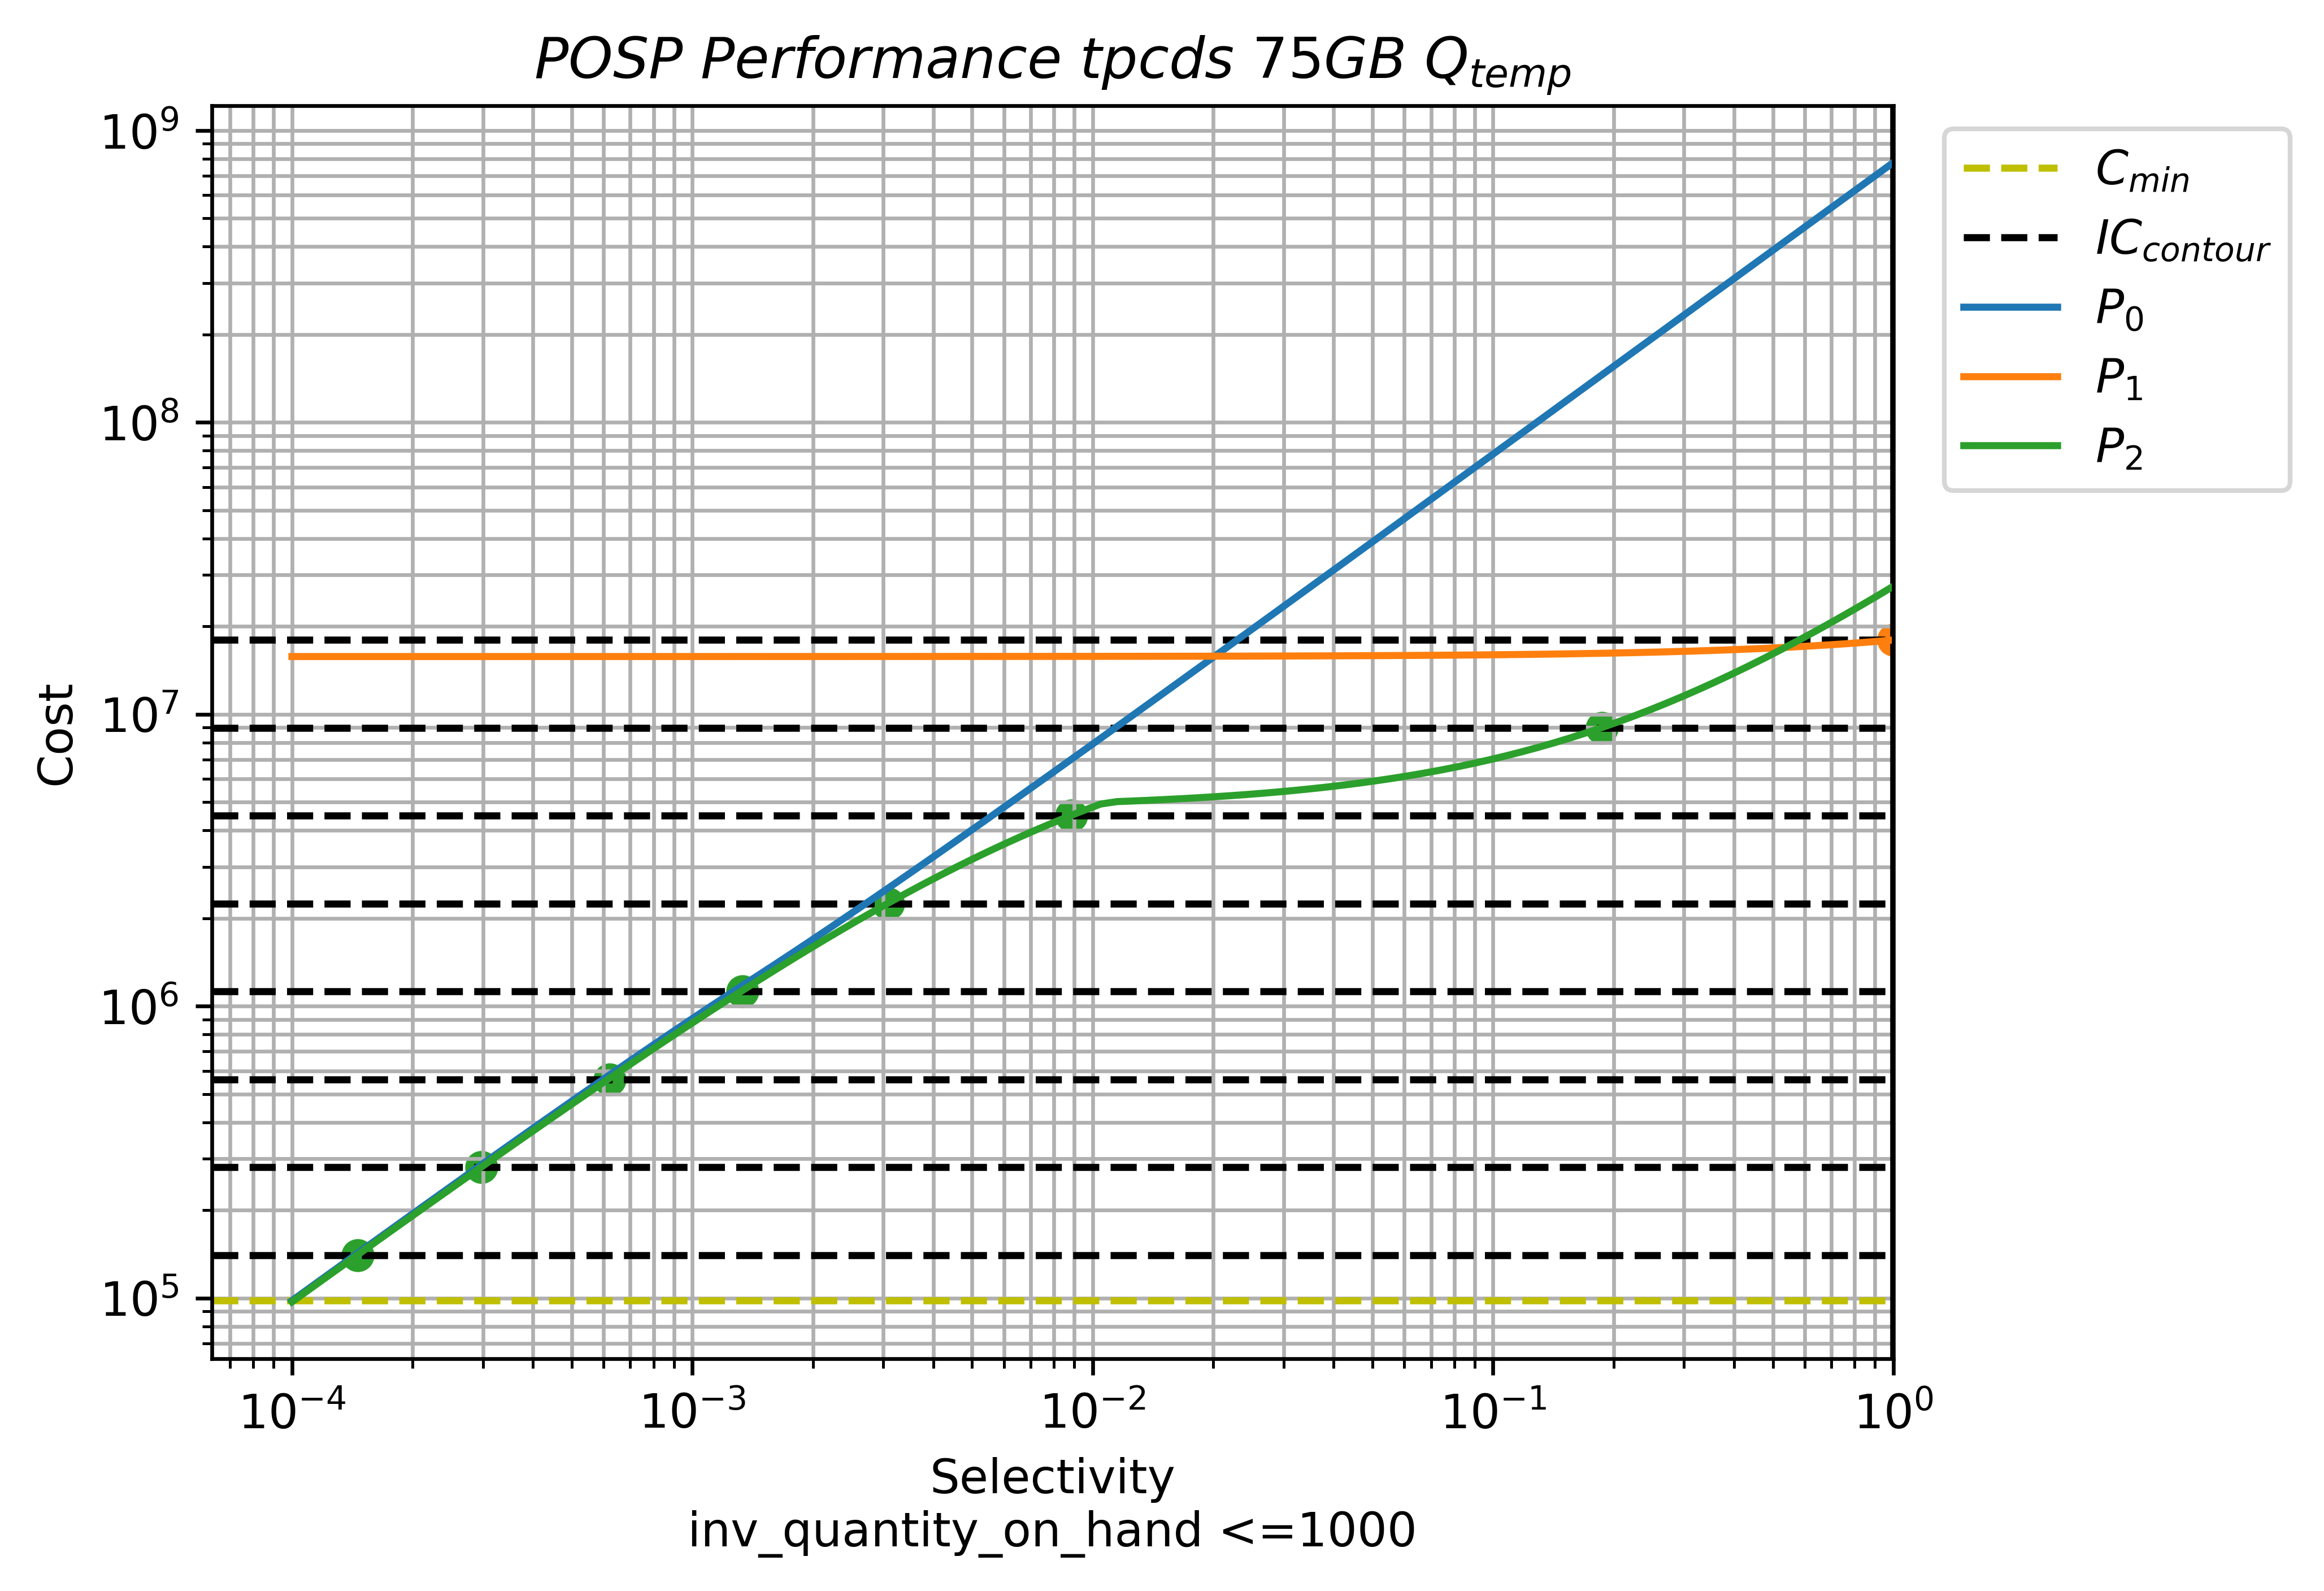 POSP Performance tpcds 75GB Q_temp
10^9
10^8
10^7
10^6
10^5
Cost
10^-4 10^-3 10^-2 10^-1 10^0
Selectivity
inv_quantity_on_hand <=1000
C_min
IC_contour
P_0
P_1
P_2